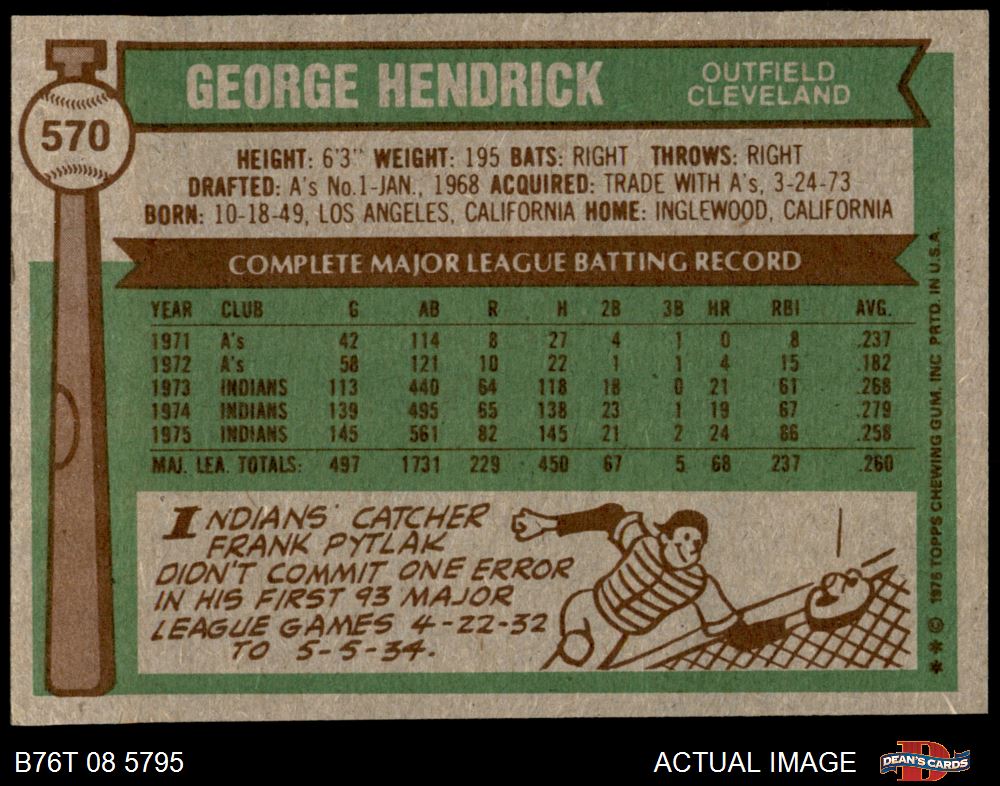 GEORGE HENDRICK
OUTFIELD
CLEVELAND
570
HEIGHT: 6'3" WEIGHT: 195 BATS: RIGHT THROWS: RIGHT
DRAFTED: A's No.1-JAN., 1968 ACQUIRED: TRADE WITH A's, 3-24-73
BORN: 10-18-49, LOS ANGELES, CALIFORNIA HOME: INGLEWOOD, CALIFORNIA
COMPLETE MAJOR LEAGUE BATTING RECORD
YEAR CLUB G AB R H 2B 3B HR RBI AVG.
1971 A's 42 114 8 27 4 1 0 8 .237
1972 A's 58 121 10 22 1 1 4 15 .182
1973 INDIANS 113 440 64 118 18 0 21 61 .268
1974 INDIANS 139 495 65 138 23 1 19 67 .279
1975 INDIANS 145 561 82 145 21 2 24 86 .258
MAJ. LEA. TOTALS: 497 1731 229 450 67 5 68 237 .260
INDIANS' CATCHER
FRANK PYTLAK
DIDN'T COMMIT ONE ERROR
IN HIS FIRST 93 MAJOR
LEAGUE GAMES 4-22-32
TO 5-5-34.
*** © 1976 TOPPS CHEWING GUM, INC PRTD. IN U.S.A.
B76T 08 5795
ACTUAL IMAGE
D
DEAN'S CARDS